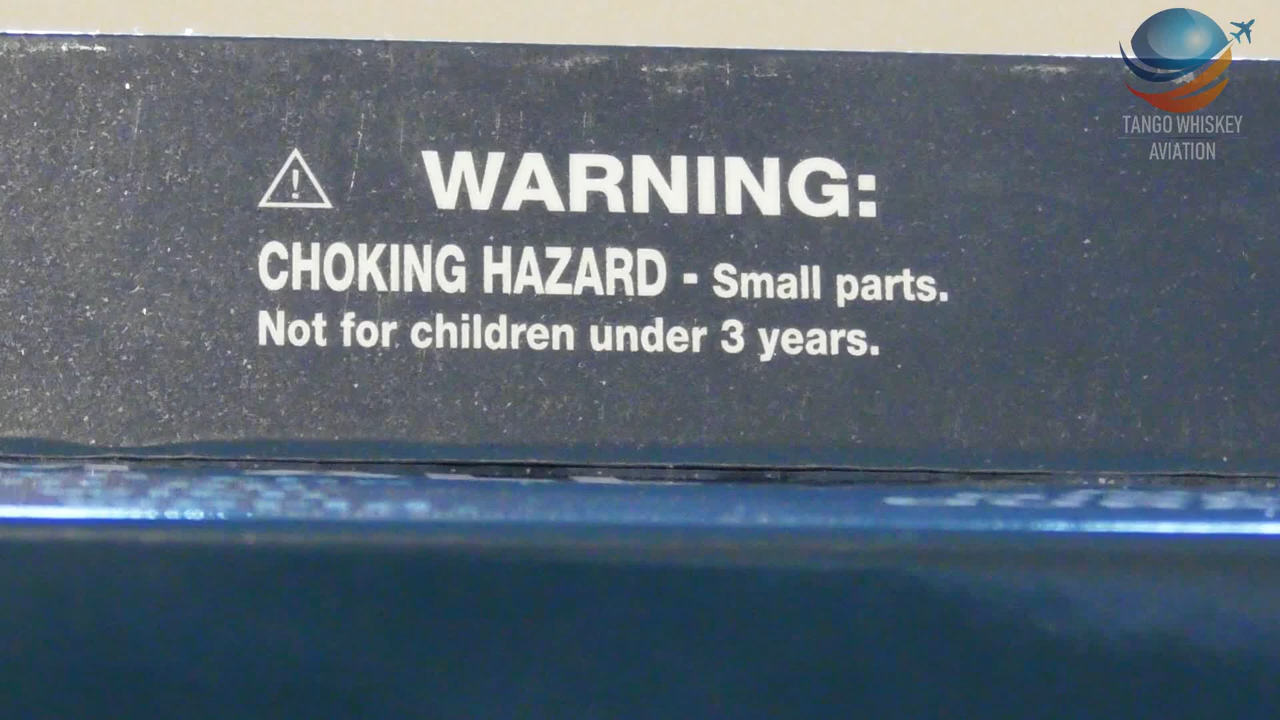 WARNING:
CHOKING HAZARD - Small parts.
Not for children under 3 years.
TANGO WHISKEY
AVIATION